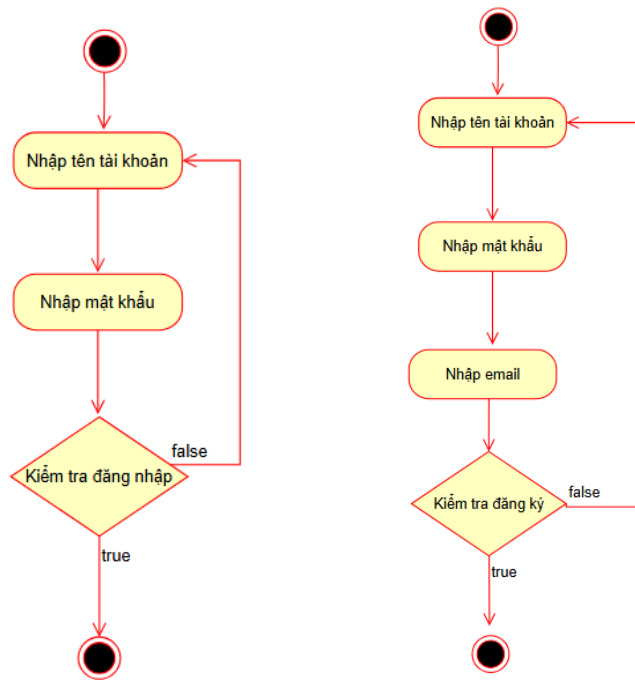 Nhập tên tài khoản
Nhập mật khẩu
Kiểm tra đăng nhập
false
true
Nhập tên tài khoản
Nhập mật khẩu
Nhập email
Kiểm tra đăng ký
false
true